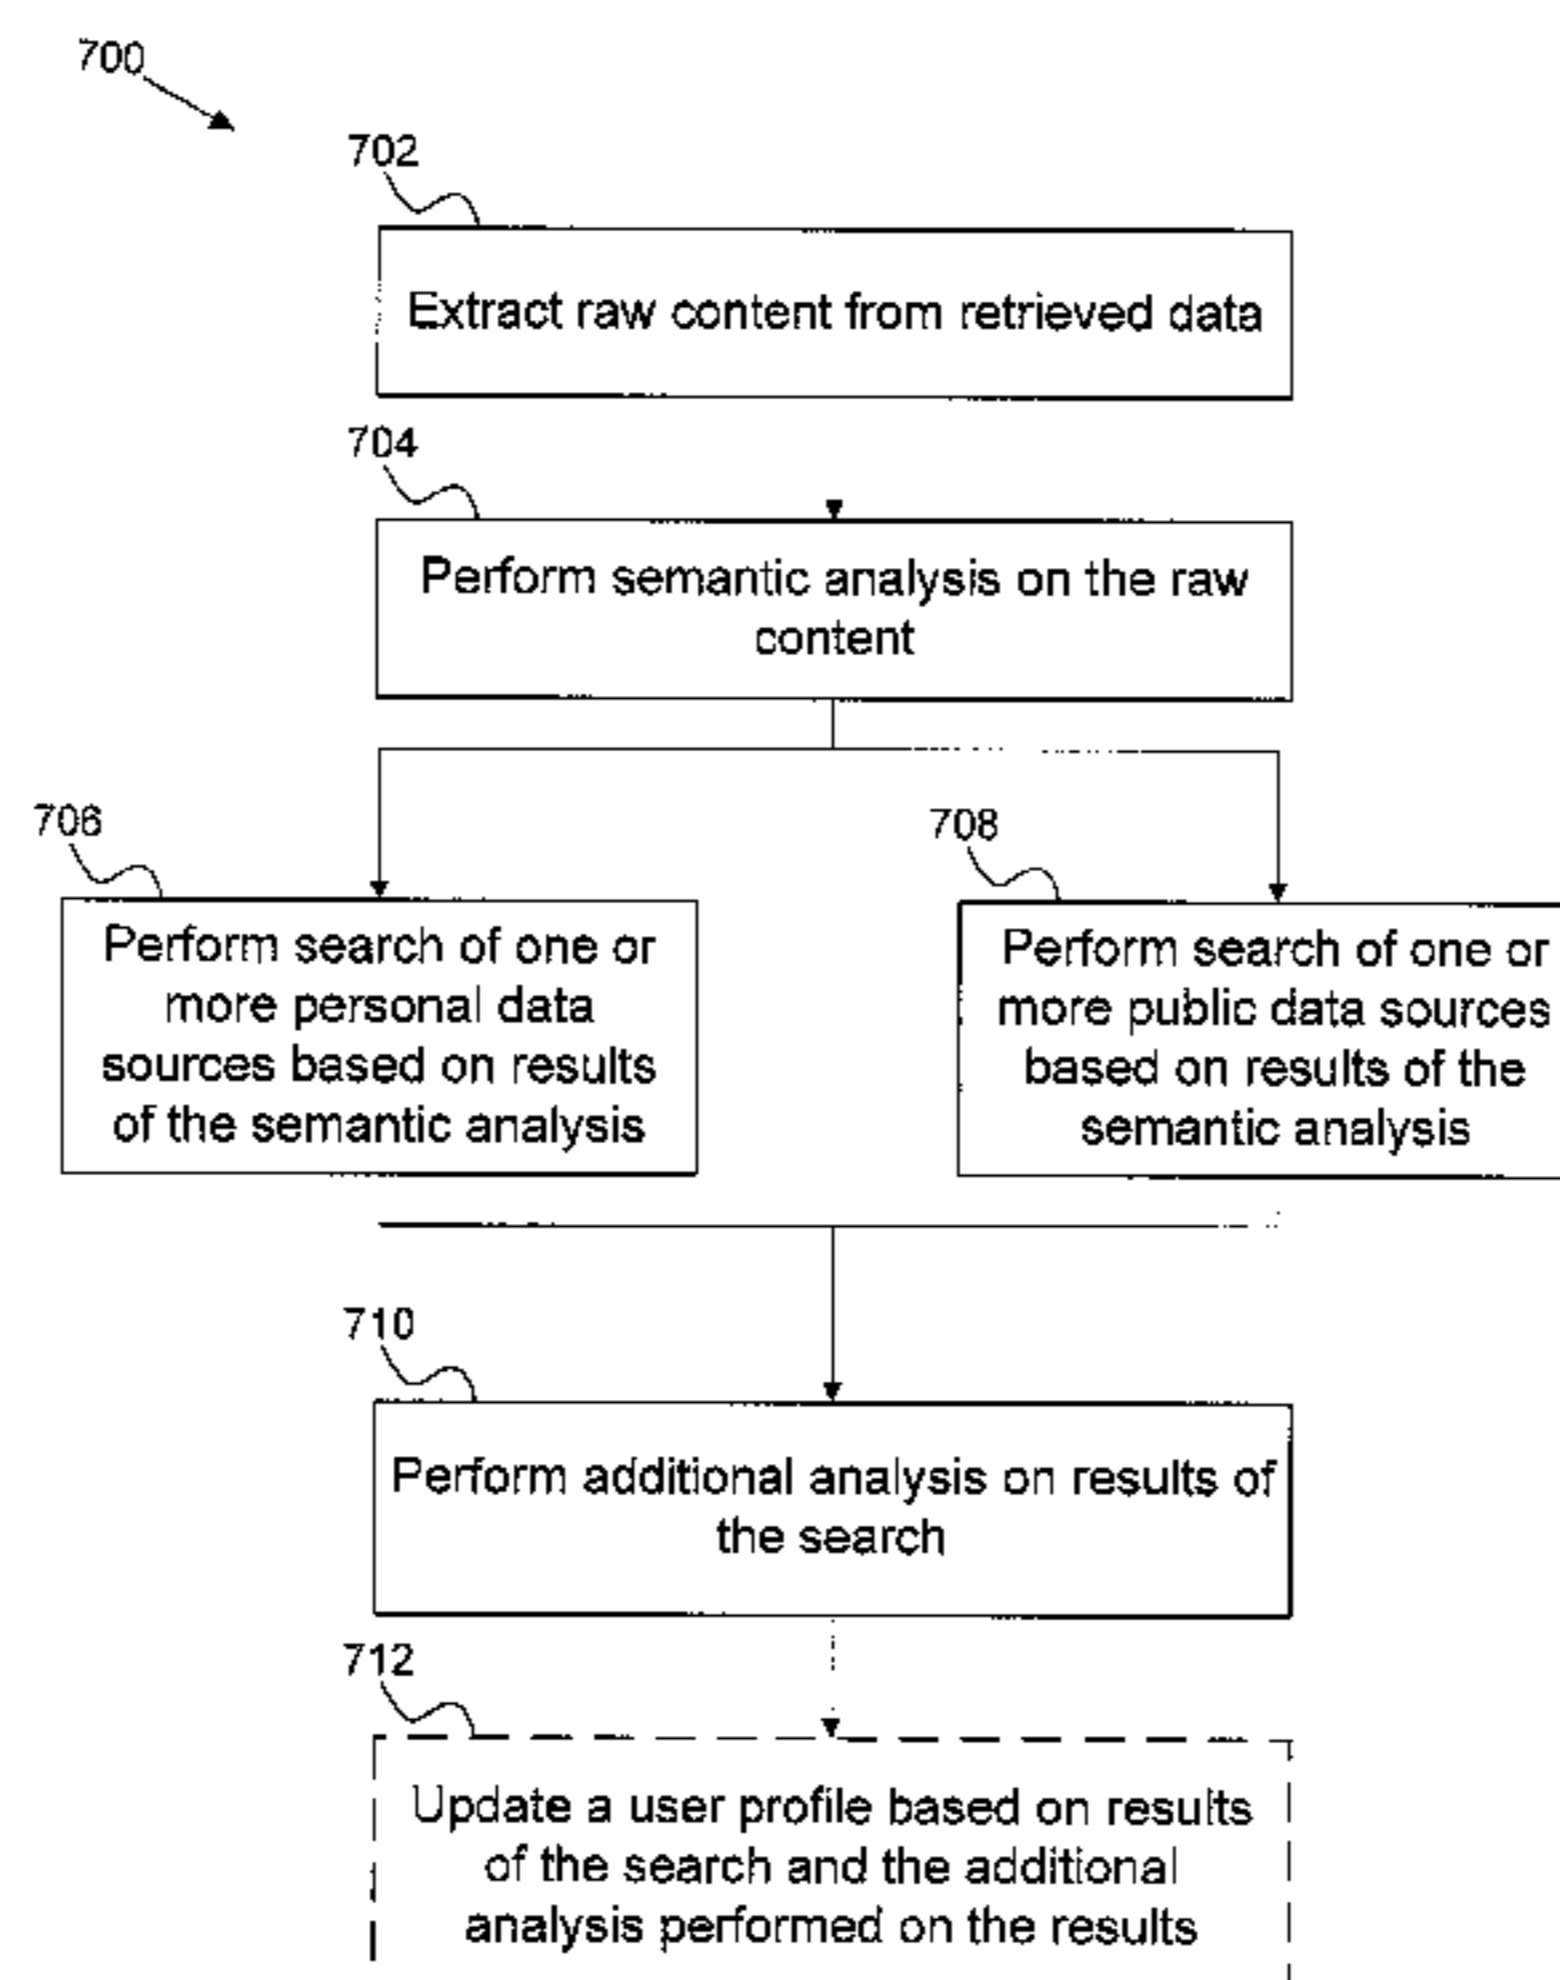 700
702
Extract raw content from retrieved data
704
Perform semantic analysis on the raw
content
706
Perform search of one or
more personal data
sources based on results
of the semantic analysis
708
Perform search of one or
more public data sources
based on results of the
semantic analysis
710
Perform additional analysis on results of
the search
712
Update a user profile based on results
of the search and the additional
analysis performed on the results